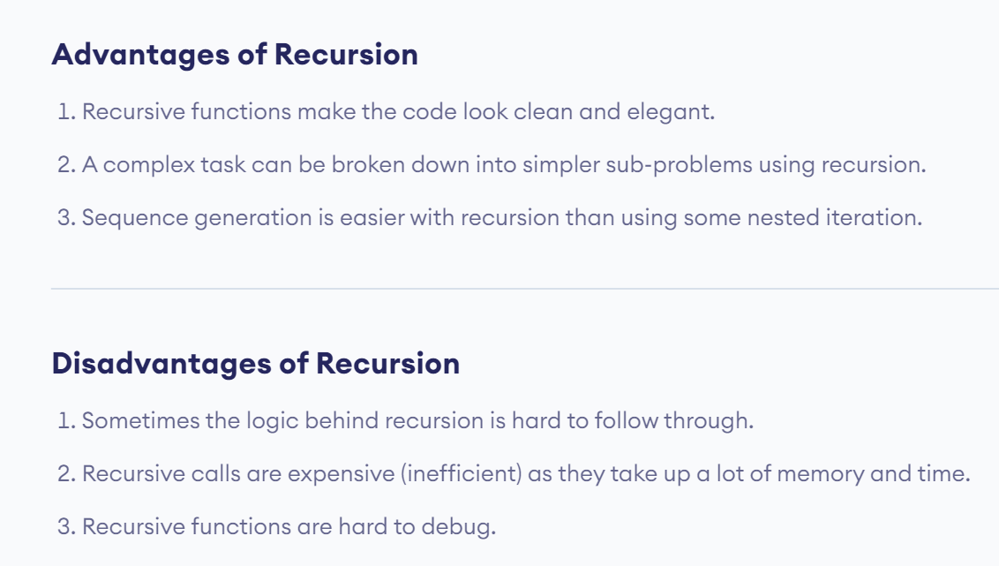 Advantages of Recursion
1. Recursive functions make the code look clean and elegant.
2. A complex task can be broken down into simpler sub-problems using recursion.
3. Sequence generation is easier with recursion than using some nested iteration.
Disadvantages of Recursion
1. Sometimes the logic behind recursion is hard to follow through.
2. Recursive calls are expensive (inefficient) as they take up a lot of memory and time.
3. Recursive functions are hard to debug.